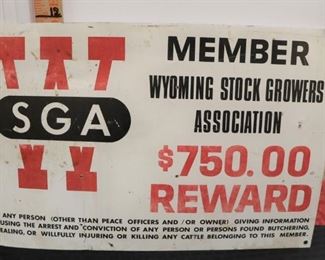 12
W
SGA
MEMBER
WYOMING STOCK GROWERS
ASSOCIATION
$750.00
REWARD
ANY PERSON (OTHER THAN PEACE OFFICERS AND/OR OWNER) GIVING INFORMATION
USING THE ARREST AND CONVICTION OF ANY PERSON OR PERSONS FOUND BUTCHERING,
EALING, OR WILLFULLY INJURING OR KILLING ANY CATTLE BELONGING TO THIS MEMBER.